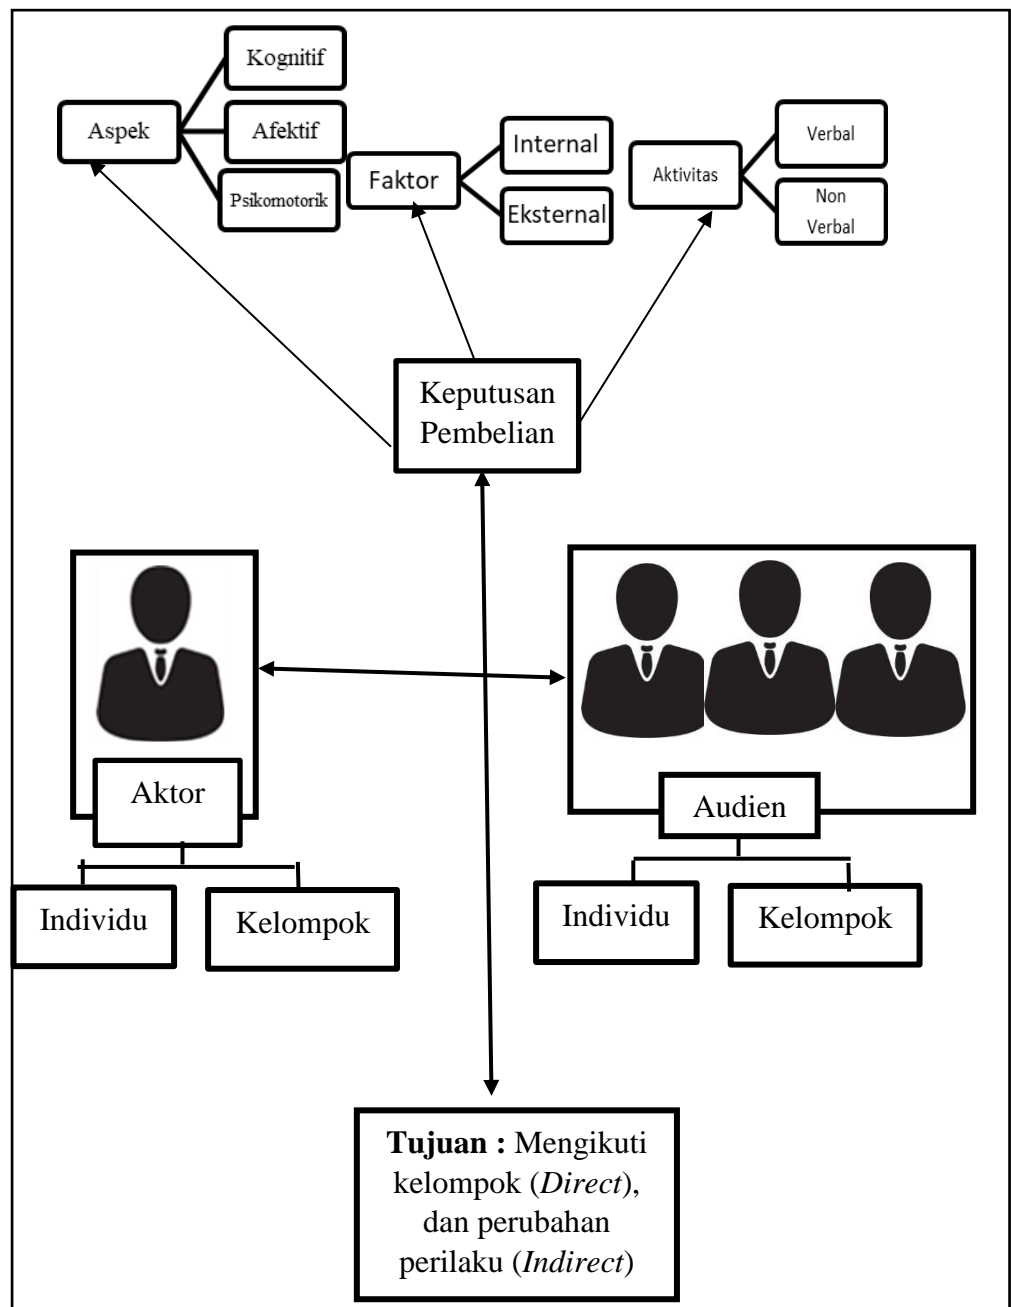 Kognitif
Aspek
Afektif
Psikomotorik
Faktor
Internal
Eksternal
Aktivitas
Verbal
Non
Verbal
Keputusan
Pembelian
Aktor
Individu
Kelompok
Audien
Individu
Kelompok
Tujuan : Mengikuti
kelompok (Direct),
dan perubahan
perilaku (Indirect)